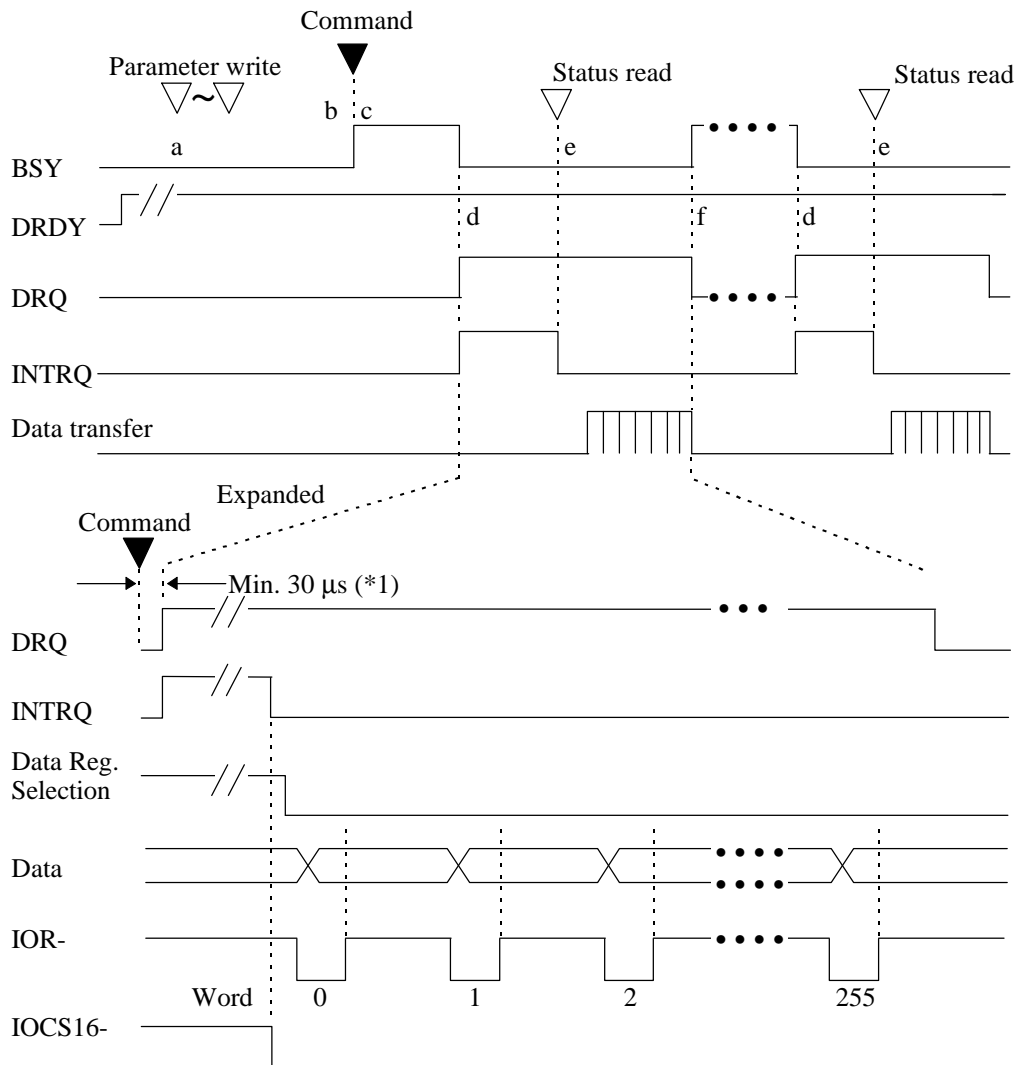 Command
Parameter write
Status read
Status read
~
b c
a
e
e
BSY
d
f
d
DRDY
DRQ
INTRQ
Data transfer
Expanded
Command
Min. 30 µs (*1)
DRQ
INTRQ
Data Reg.
Selection
Data
IOR-
Word 0 1 2 255
IOCS16-